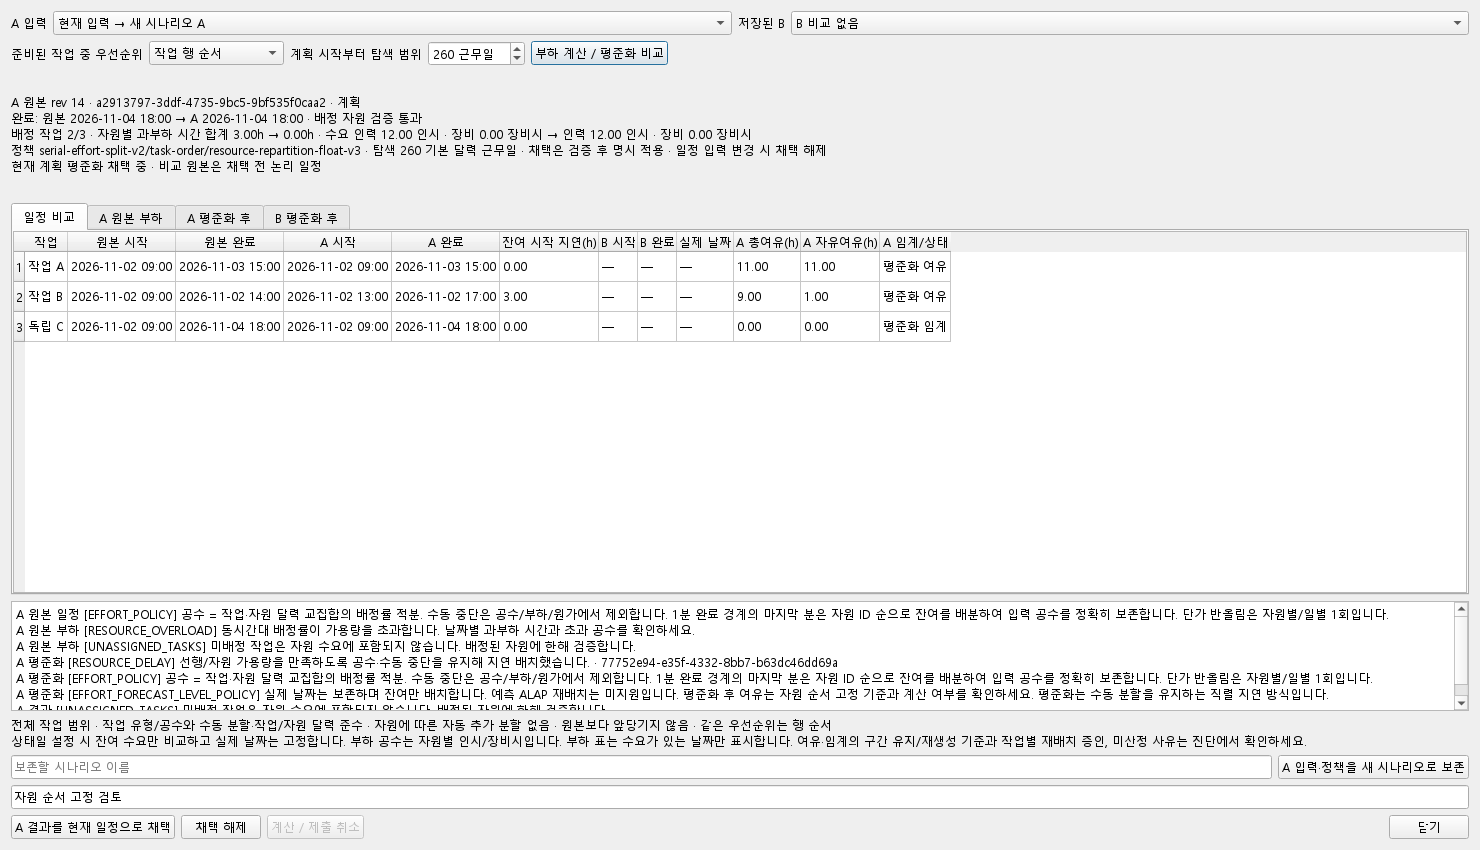 A 입력 현재 입력 → 새 시나리오 A 저장된 B B 비교 없음
준비된 작업 중 우선순위 작업 행 순서 계획 시작부터 탐색 범위 260 근무일 부하 계산 / 평준화 비교
A 원본 rev 14 · a2913797-3ddf-4735-9bc5-9bf535f0caa2 · 계획
완료: 원본 2026-11-04 18:00 → A 2026-11-04 18:00 · 배정 자원 검증 통과
배정 작업 2/3 · 자원별 과부하 시간 합계 3.00h → 0.00h · 수요 인력 12.00 인시 · 장비 0.00 장비시 → 인력 12.00 인시 · 장비 0.00 장비시
정책 serial-effort-split-v2/task-order/resource-repartition-float-v3 · 탐색 260 기본 달력 근무일 · 채택은 검증 후 명시 적용 · 일정 입력 변경 시 채택 해제
현재 계획 평준화 채택 중 · 비교 원본은 채택 전 논리 일정
일정 비교 A 원본 부하 A 평준화 후 B 평준화 후
작업 원본 시작 원본 완료 A 시작 A 완료 잔여 시작 지연(h) B 시작 B 완료 실제 날짜 A 총여유(h) A 자유여유(h) A 임계/상태
1 작업 A 2026-11-02 09:00 2026-11-03 15:00 2026-11-02 09:00 2026-11-03 15:00 0.00 — — — 11.00 11.00 평준화 여유
2 작업 B 2026-11-02 09:00 2026-11-02 14:00 2026-11-02 13:00 2026-11-02 17:00 3.00 — — — 9.00 1.00 평준화 여유
3 독립 C 2026-11-02 09:00 2026-11-04 18:00 2026-11-02 09:00 2026-11-04 18:00 0.00 — — — 0.00 0.00 평준화 임계
A 원본 일정 [EFFORT_POLICY] 공수 = 작업·자원 달력 교집합의 배정률 적분. 수동 중단은 공수/부하/원가에서 제외합니다. 1분 완료 경계의 마지막 분은 자원 ID 순으로 잔여를 배분하여 입력 공수를 정확히 보존합니다. 단가 반올림은 자원별/일별 1회입니다.
A 원본 부하 [RESOURCE_OVERLOAD] 동시간대 배정률이 가용량을 초과합니다. 날짜별 과부하 시간과 초과 공수를 확인하세요.
A 원본 부하 [UNASSIGNED_TASKS] 미배정 작업은 자원 수요에 포함되지 않습니다. 배정된 자원에 한해 검증합니다.
A 평준화 [RESOURCE_DELAY] 선행/자원 가용량을 만족하도록 공수·수동 중단을 유지해 지연 배치했습니다. · 77752e94-e35f-4332-8bb7-b63dc46dd69a
A 평준화 [EFFORT_POLICY] 공수 = 작업·자원 달력 교집합의 배정률 적분. 수동 중단은 공수/부하/원가에서 제외합니다. 1분 완료 경계의 마지막 분은 자원 ID 순으로 잔여를 배분하여 입력 공수를 정확히 보존합니다. 단가 반올림은 자원별/일별 1회입니다.
A 평준화 [EFFORT_FORECAST_LEVEL_POLICY] 실제 날짜는 보존하며 잔여만 배치합니다. 예측 ALAP 재배치는 미지원입니다. 평준화 후 여유는 자원 순서 고정 기준과 계산 여부를 확인하세요. 평준화는 수동 분할을 유지하는 직렬 지연 방식입니다.
A 결과 [UNASSIGNED_TASKS] 미배정 작업은 자원 수요에 포함되지 않습니다. 배정된 자원에 한해 검증합니다.
전체 작업 범위 · 작업 유형/공수와 수동 분할·작업/자원 달력 준수 · 자원에 따른 자동 추가 분할 없음 · 원본보다 앞당기지 않음 · 같은 우선순위는 행 순서
상태일 설정 시 잔여 수요만 비교하고 실제 날짜는 고정합니다. 부하 공수는 자원별 인시/장비시입니다. 부하 표는 수요가 있는 날짜만 표시합니다. 여유·임계의 구간 유지/재생성 기준과 작업별 재배치 증인, 미산정 사유는 진단에서 확인하세요.
보존할 시나리오 이름 A 입력·정책을 새 시나리오로 보존
자원 순서 고정 검토
A 결과를 현재 일정으로 채택 채택 해제 계산 / 제출 취소 닫기